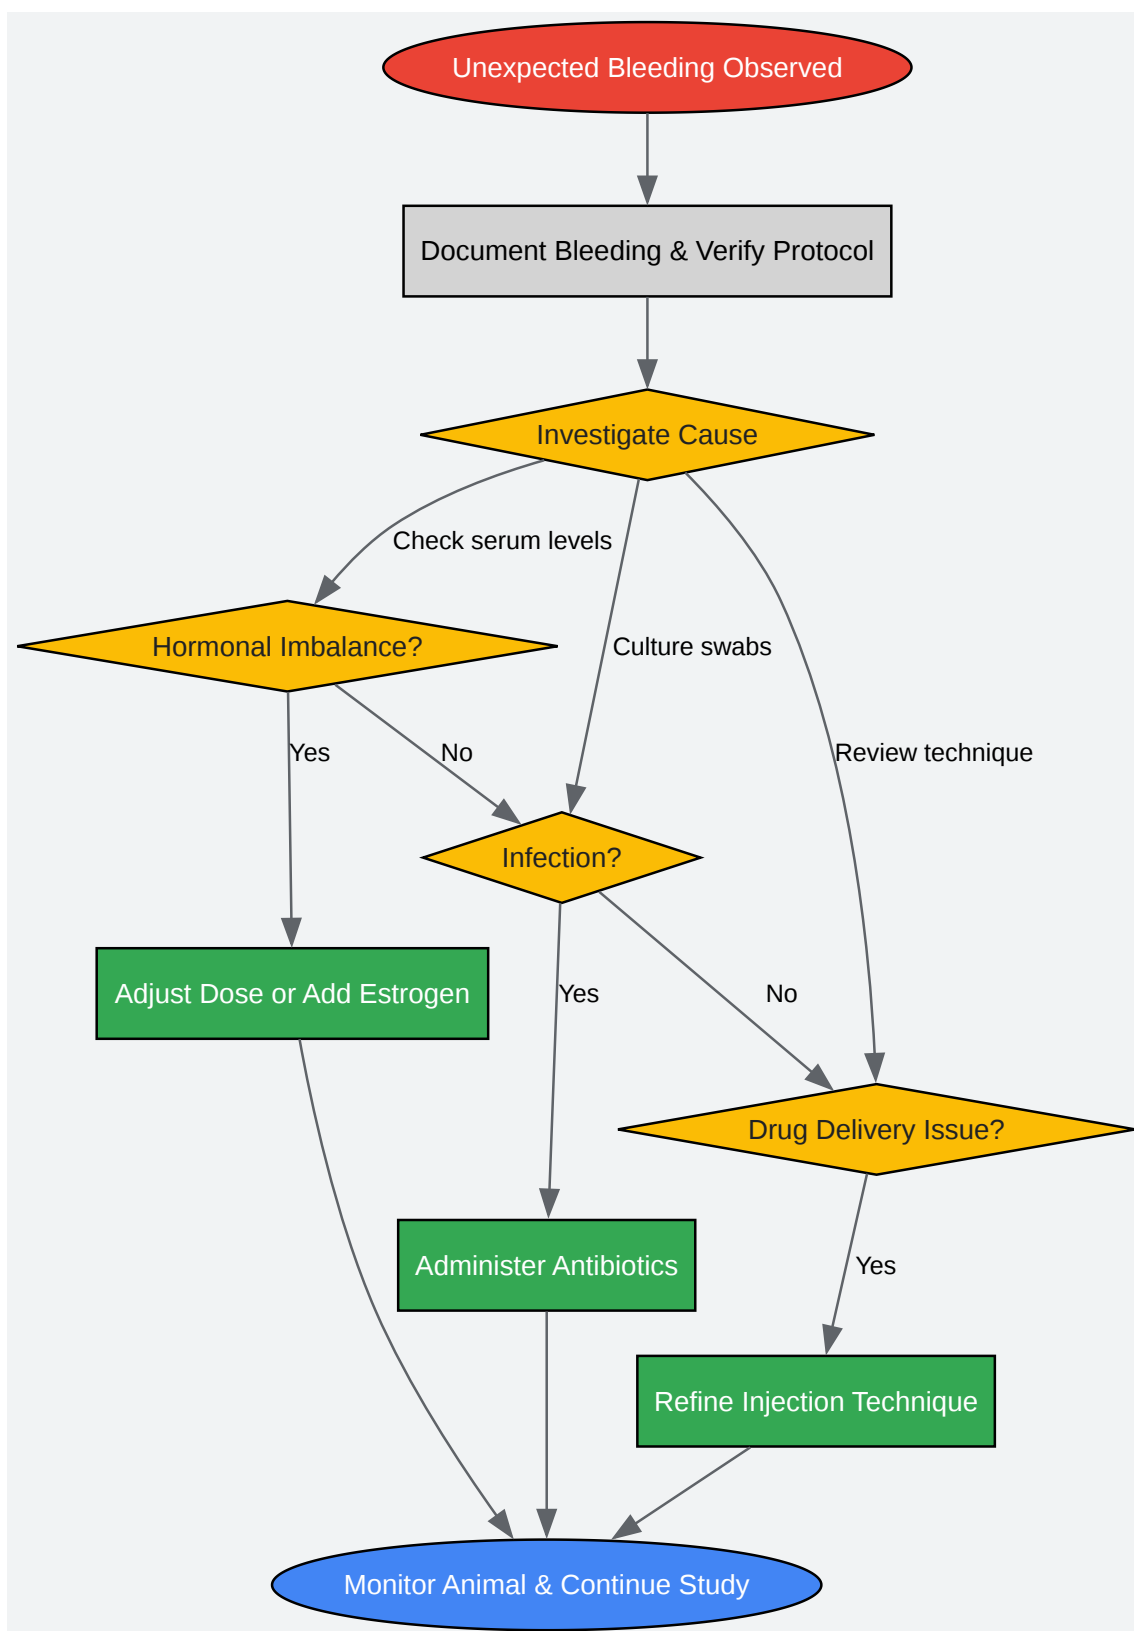 Unexpected Bleeding Observed
Document Bleeding & Verify Protocol
Investigate Cause
Check serum levels
Hormonal Imbalance?
Culture swabs
Yes
No
Review technique
Infection?
Adjust Dose or Add Estrogen
Yes
No
Drug Delivery Issue?
Administer Antibiotics
Yes
Refine Injection Technique
Monitor Animal & Continue Study